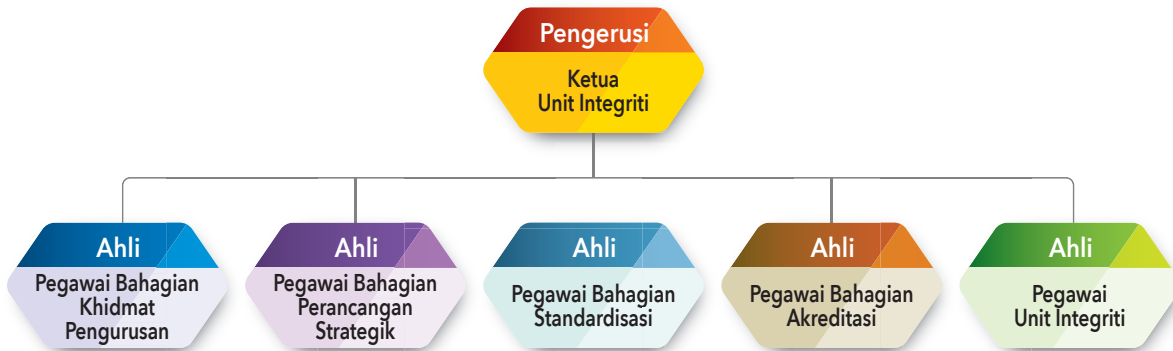 Pengerusi
Ketua
Unit Integriti
Ahli
Pegawai Bahagian
Khidmat
Pengurusan
Ahli
Pegawai Bahagian
Perancangan
Strategik
Ahli
Pegawai Bahagian
Standardisasi
Ahli
Pegawai Bahagian
Akreditasi
Ahli
Pegawai
Unit Integriti